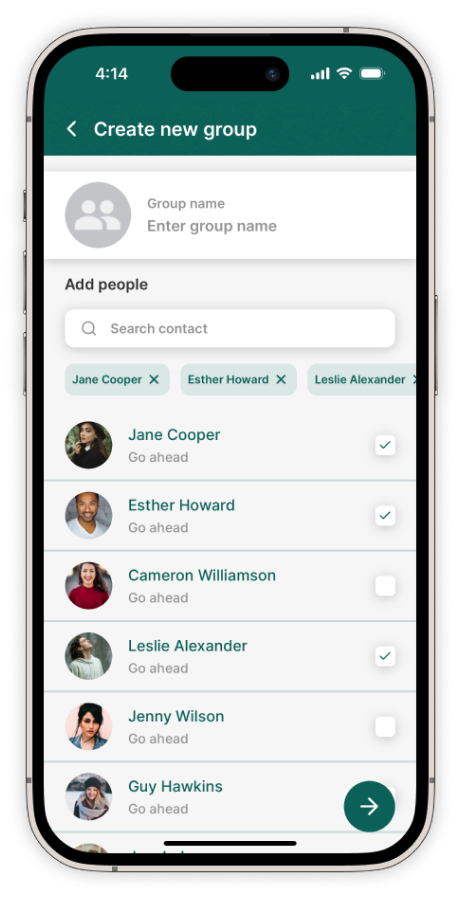 4:14
Create new group
Group name
Enter group name
Add people
Search contact
Jane Cooper Esther Howard Leslie Alexander
Jane Cooper
Go ahead
Esther Howard
Go ahead
Cameron Williamson
Go ahead
Leslie Alexander
Go ahead
Jenny Wilson
Go ahead
Guy Hawkins
Go ahead